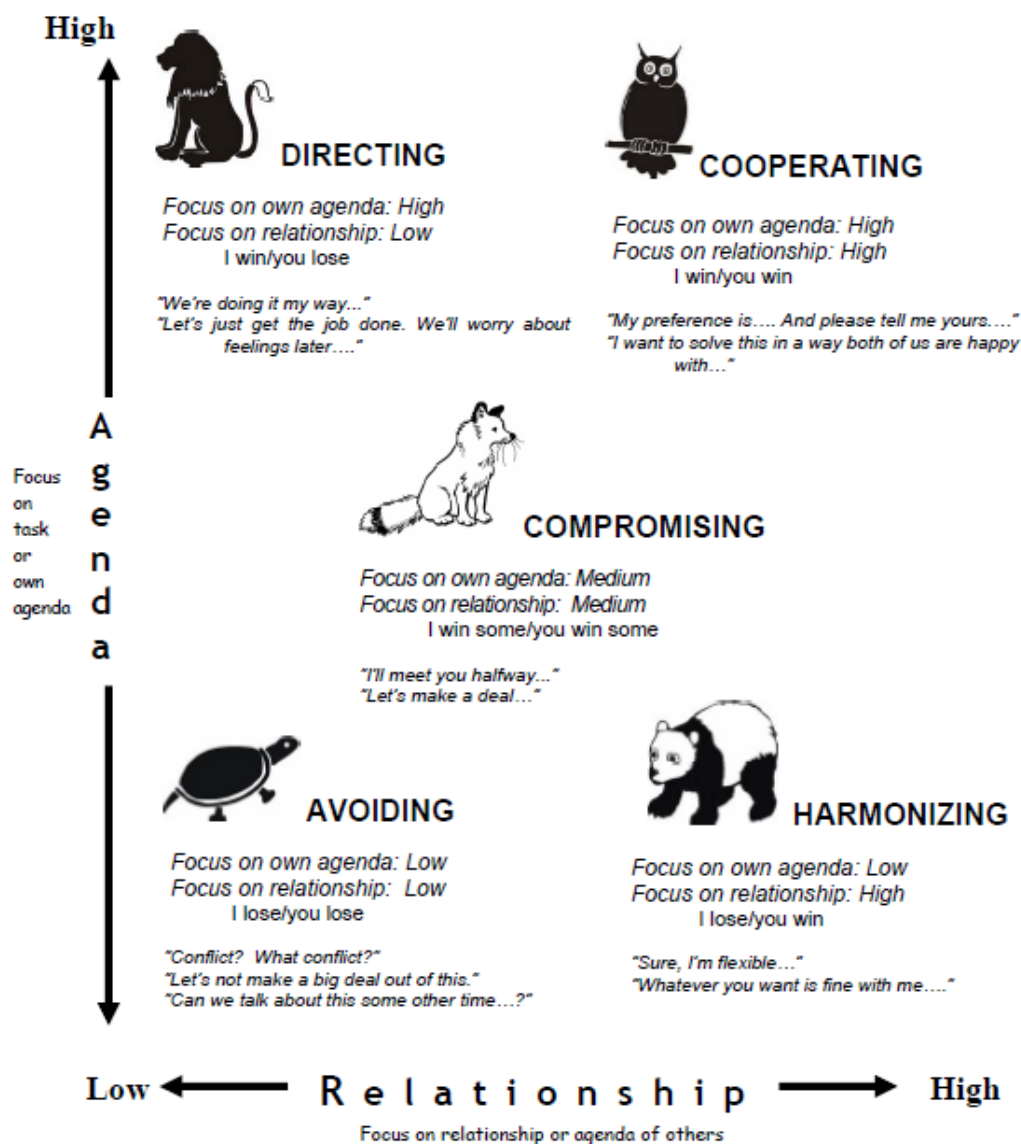 High
DIRECTING
Focus on own agenda: High
Focus on relationship: Low
I win/you lose
"We're doing it my way..."
"Let's just get the job done. We'll worry about
feelings later…."
COOPERATING
Focus on own agenda: High
Focus on relationship: High
I win/you win
"My preference is…. And please tell me yours…."
"I want to solve this in a way both of us are happy
with…"
Agenda
Focus
on
task
or
own
agenda
COMPROMISING
Focus on own agenda: Medium
Focus on relationship: Medium
I win some/you win some
"I'll meet you halfway..."
"Let's make a deal…"
AVOIDING
Focus on own agenda: Low
Focus on relationship: Low
I lose/you lose
"Conflict? What conflict?"
"Let's not make a big deal out of this."
"Can we talk about this some other time…?"
HARMONIZING
Focus on own agenda: Low
Focus on relationship: High
I lose/you win
"Sure, I'm flexible…"
"Whatever you want is fine with me…."
Low
Relationship
High
Focus on relationship or agenda of others